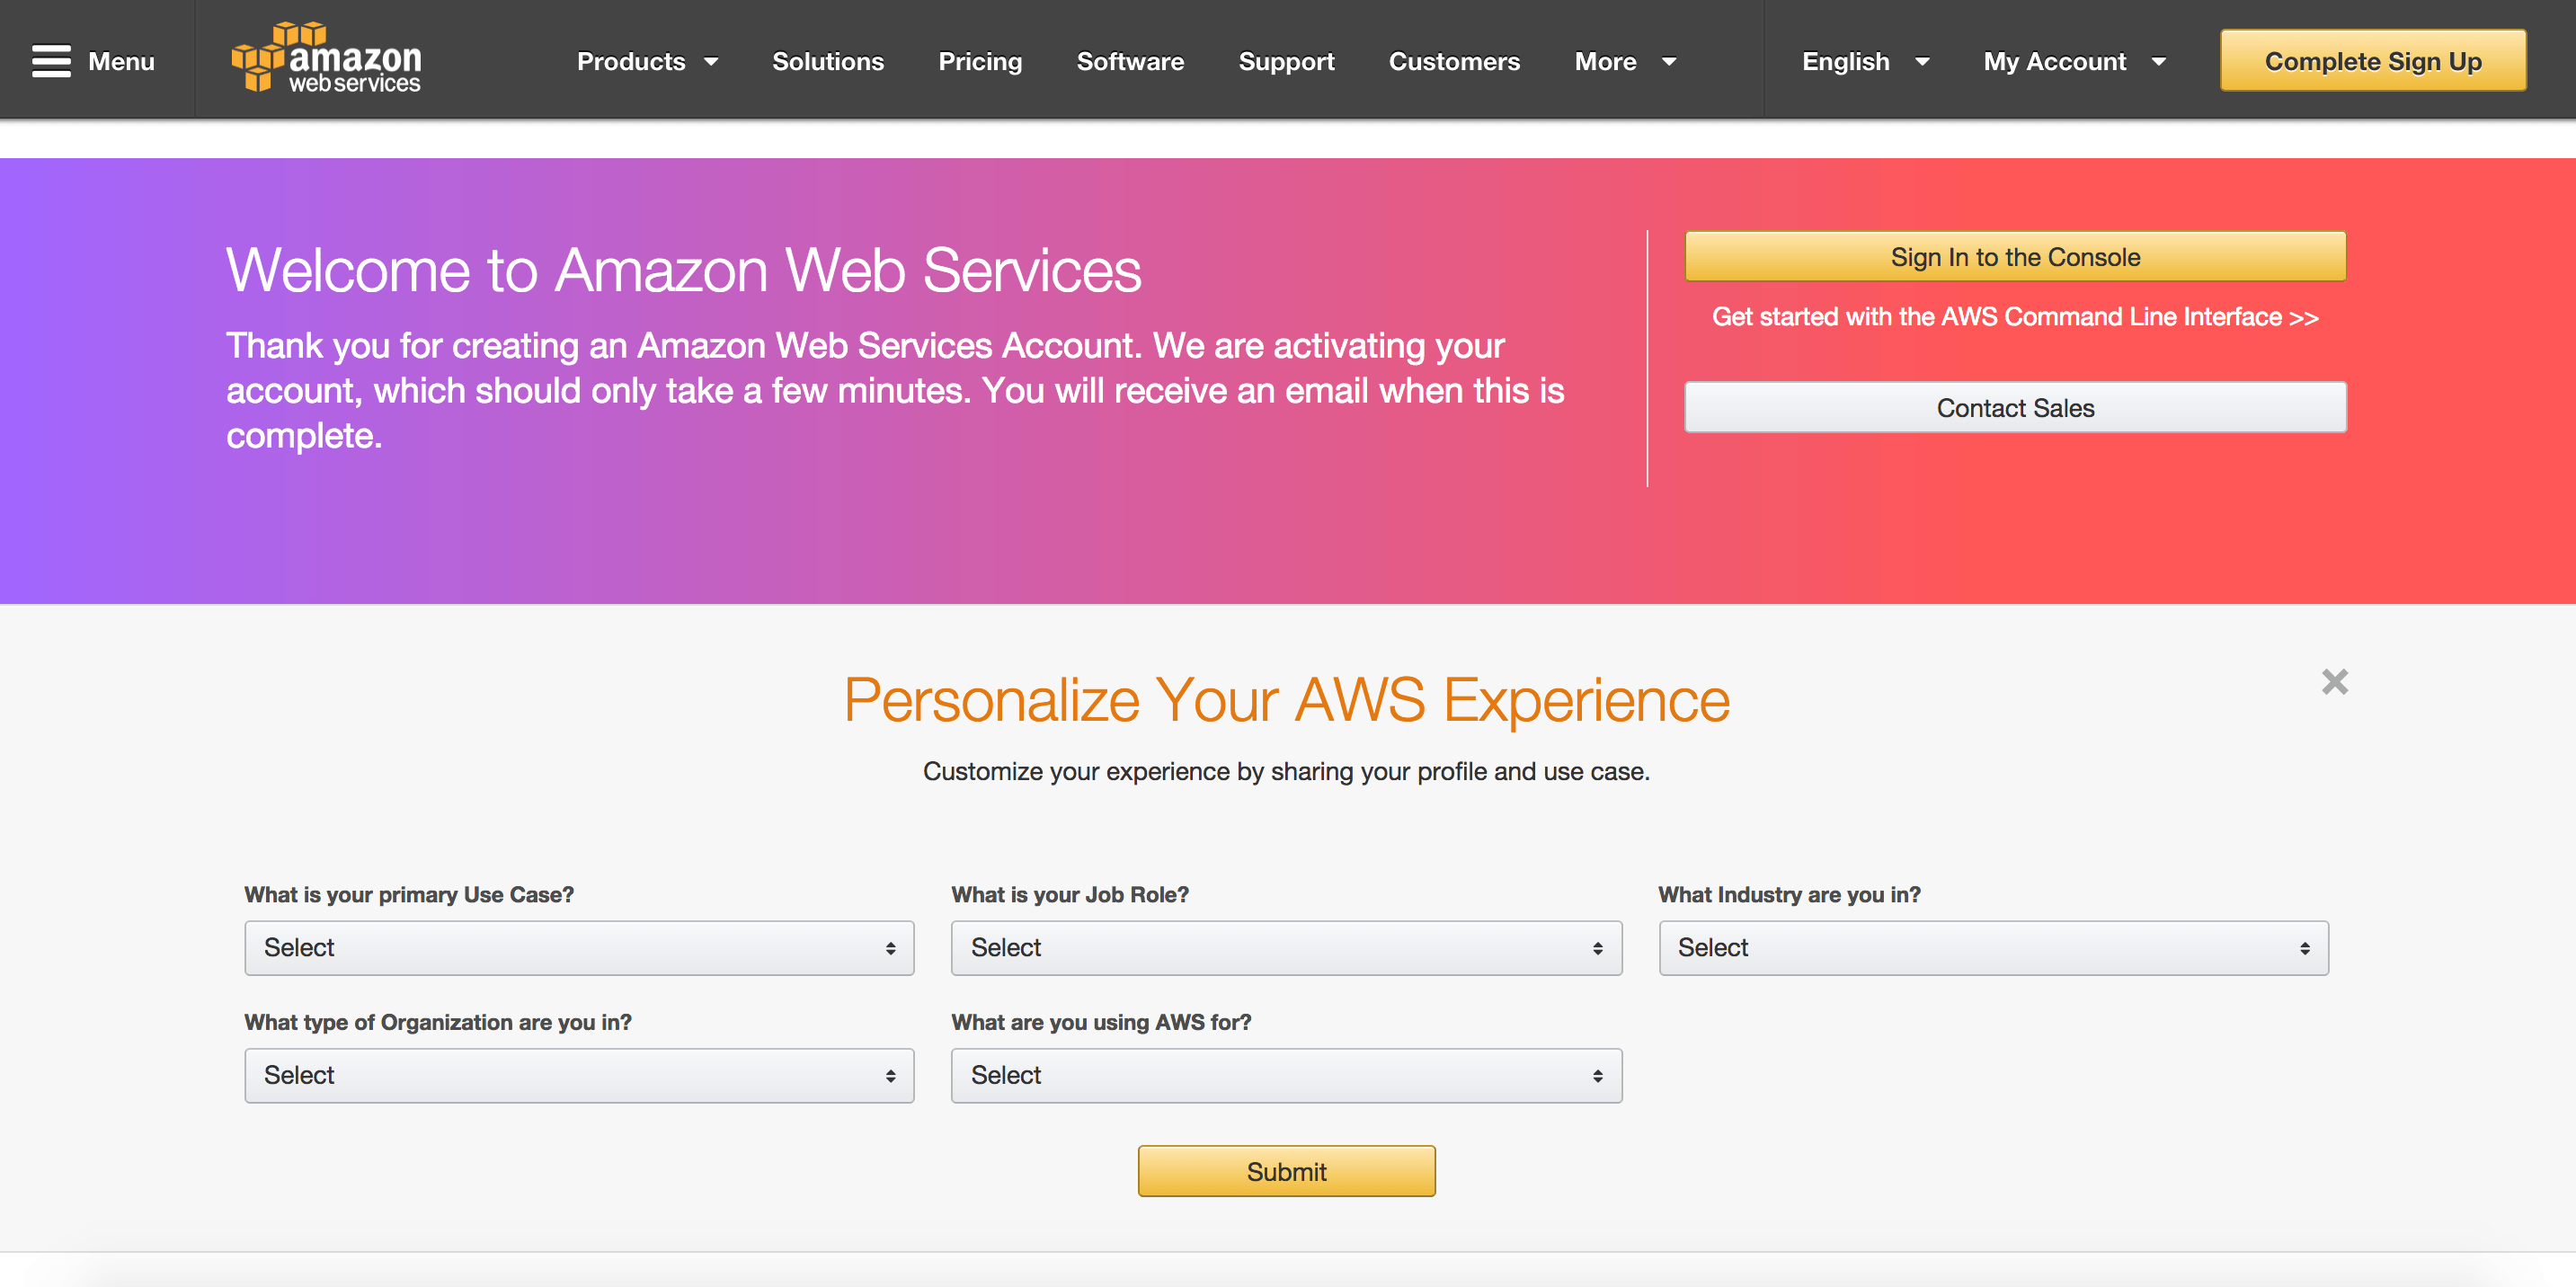 Menu
amazon
web services
Products
Solutions
Pricing
Software
Support
Customers
More
English
My Account
Complete Sign Up
Welcome to Amazon Web Services
Thank you for creating an Amazon Web Services Account. We are activating your
account, which should only take a few minutes. You will receive an email when this is
complete.
Sign In to the Console
Get started with the AWS Command Line Interface >>
Contact Sales
Personalize Your AWS Experience
Customize your experience by sharing your profile and use case.
What is your primary Use Case?
Select
What is your Job Role?
Select
What Industry are you in?
Select
What type of Organization are you in?
Select
What are you using AWS for?
Select
Submit